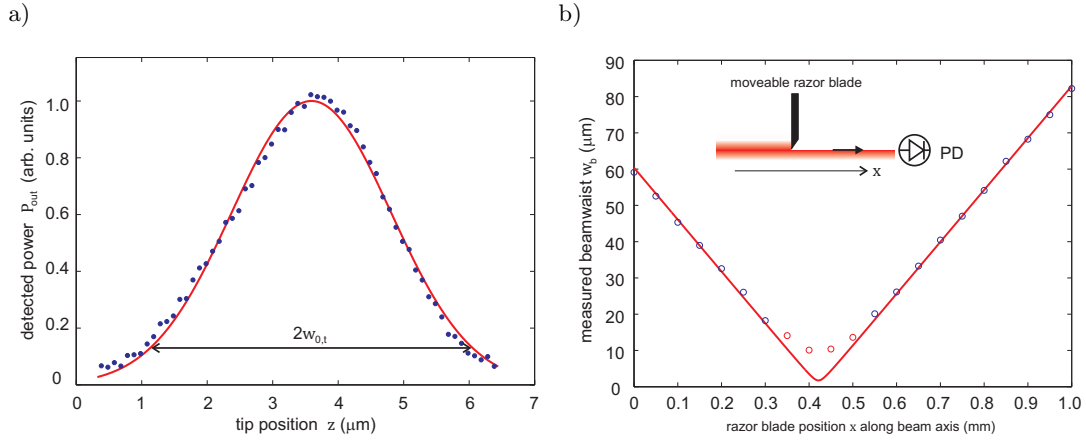 a)
detected power P_out (arb. units)
1.0
0.8
0.6
0.4
0.2
0
2w_0,t
0 1 2 3 4 5 6 7
tip position z (μm)
b)
measured beamwaist w_b (μm)
90
80
70
60
50
40
30
20
10
0
moveable razor blade
PD
x
0 0.1 0.2 0.3 0.4 0.5 0.6 0.7 0.8 0.9 1.0
razor blade position x along beam axis (mm)